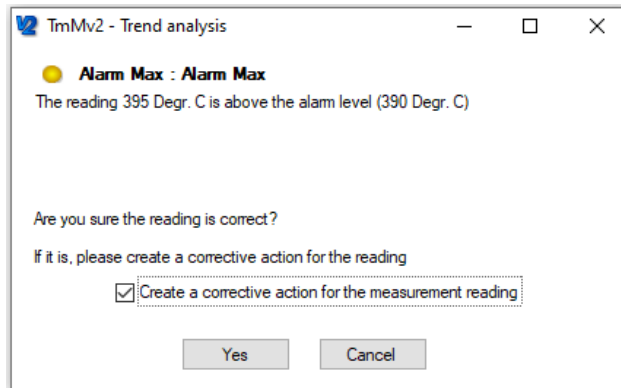 V2 TmMv2 - Trend analysis
Alarm Max : Alarm Max
The reading 395 Degr. C is above the alarm level (390 Degr. C)
Are you sure the reading is correct?
If it is, please create a corrective action for the reading
Create a corrective action for the measurement reading
Yes Cancel